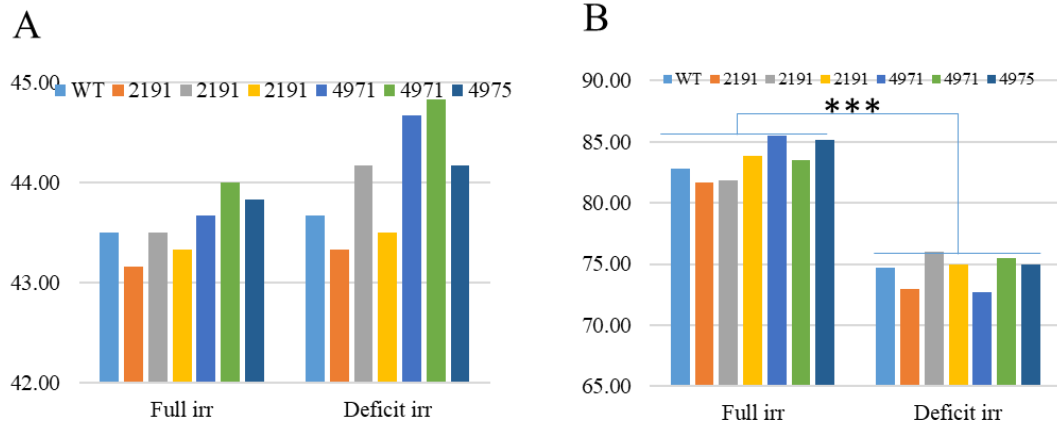 A
45.00
WT 2191 2191 2191 4971 4971 4975
44.00
43.00
42.00
Full irr Deficit irr
B
90.00
WT 2191 2191 2191 4971 4971 4975
***
85.00
80.00
75.00
70.00
65.00
Full irr Deficit irr